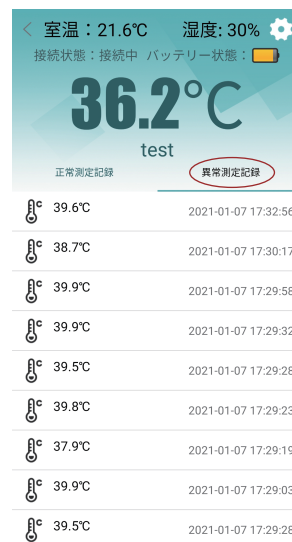 室温：21.6℃ 湿度: 30%
接続状態：接続中 バッテリー状態：
36.2°C
test
正常測定記録 異常測定記録
39.6℃ 2021-01-07 17:32:56
38.7℃ 2021-01-07 17:30:17
39.9℃ 2021-01-07 17:29:58
39.9℃ 2021-01-07 17:29:32
39.5℃ 2021-01-07 17:29:28
39.8℃ 2021-01-07 17:29:23
37.9℃ 2021-01-07 17:29:19
39.9℃ 2021-01-07 17:29:03
39.5℃ 2021-01-07 17:29:28